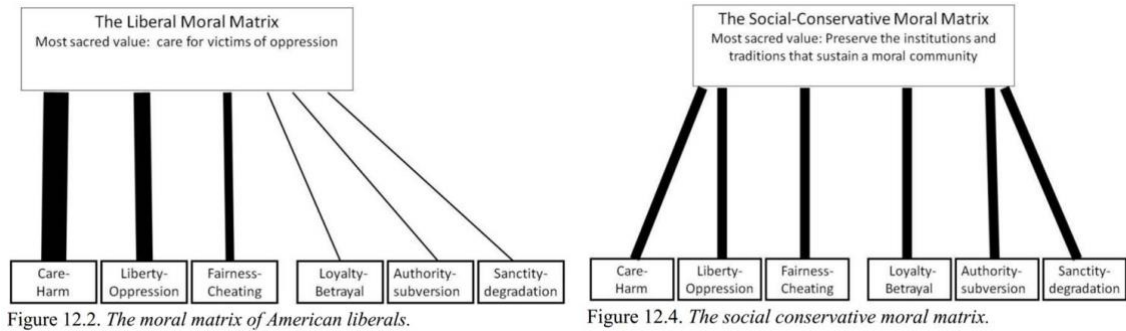 The Liberal Moral Matrix
Most sacred value: care for victims of oppression
Care-
Harm
Liberty-
Oppression
Fairness-
Cheating
Loyalty-
Betrayal
Authority-
subversion
Sanctity-
degradation
Figure 12.2. The moral matrix of American liberals.
The Social-Conservative Moral Matrix
Most sacred value: Preserve the institutions and
traditions that sustain a moral community
Care-
Harm
Liberty-
Oppression
Fairness-
Cheating
Loyalty-
Betrayal
Authority-
subversion
Sanctity-
degradation
Figure 12.4. The social conservative moral matrix.